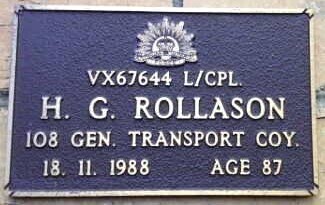 VX67644 L/CPL.
H. G. ROLLASON
108 GEN. TRANSPORT COY.
18. 11. 1988 AGE 87